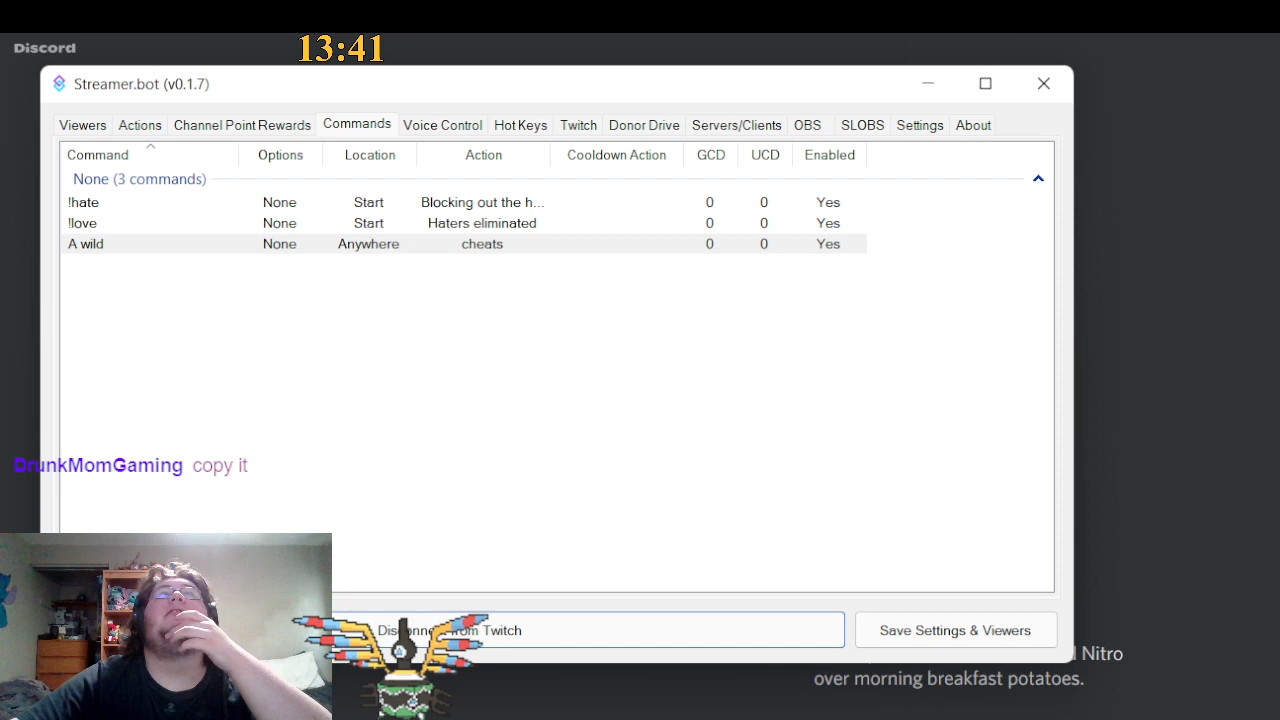 Discord
13:41
Streamer.bot (v0.1.7)
Viewers Actions Channel Point Rewards Commands Voice Control Hot Keys Twitch Donor Drive Servers/Clients OBS SLOBS Settings About
Command Options Location Action Cooldown Action GCD UCD Enabled
None (3 commands)
!hate None Start Blocking out the h... 0 0 Yes
!love None Start Haters eliminated 0 0 Yes
A wild None Anywhere cheats 0 0 Yes
DrunkMomGaming copy it
Disconnect from Twitch Save Settings & Viewers
Nitro
over morning breakfast potatoes.